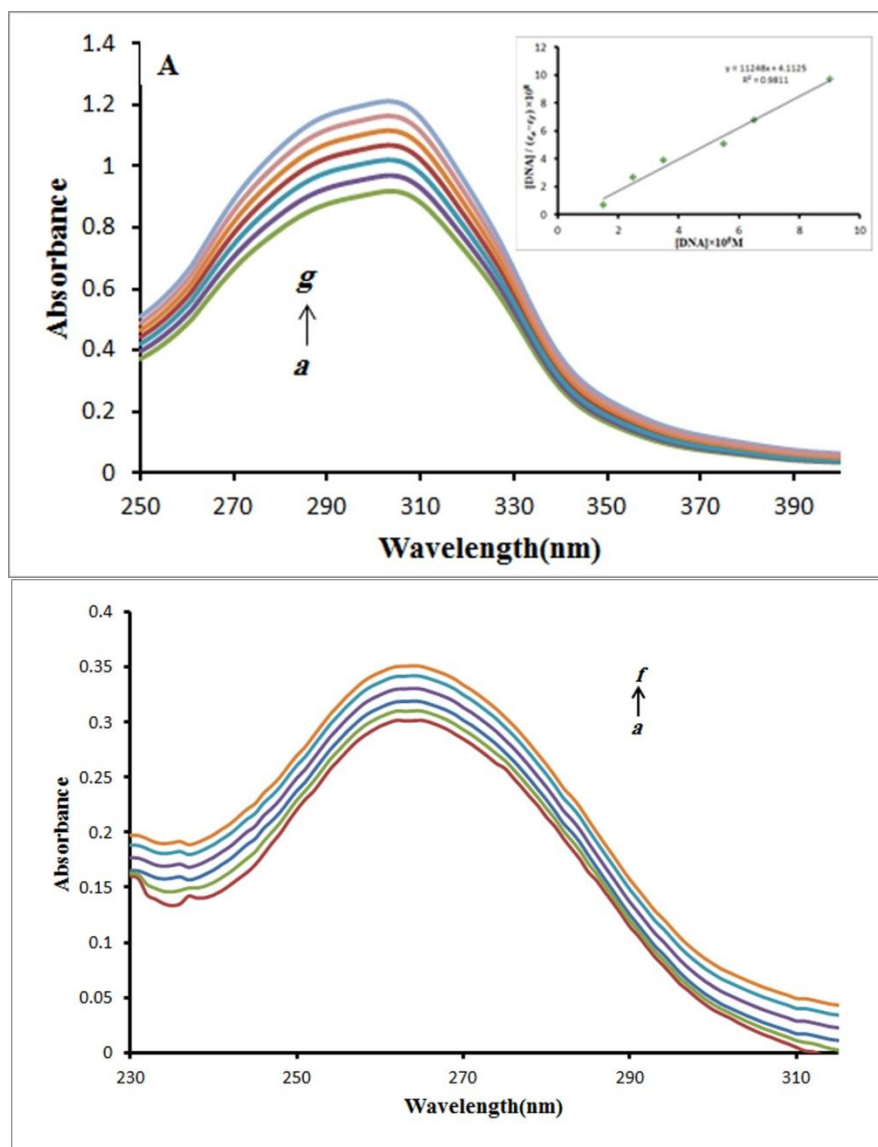 A
Absorbance
1.4
1.2
1
0.8
0.6
0.4
0.2
0
g
a
250 270 290 310 330 350 370 390
Wavelength(nm)
y = 11248x + 4.1125
R² = 0.9811
12
10
8
6
4
2
0
0 2 4 6 8 10
[DNA]×10⁵M
Absorbance
0.4
0.35
0.3
0.25
0.2
0.15
0.1
0.05
0
f
a
230 250 270 290 310
Wavelength(nm)